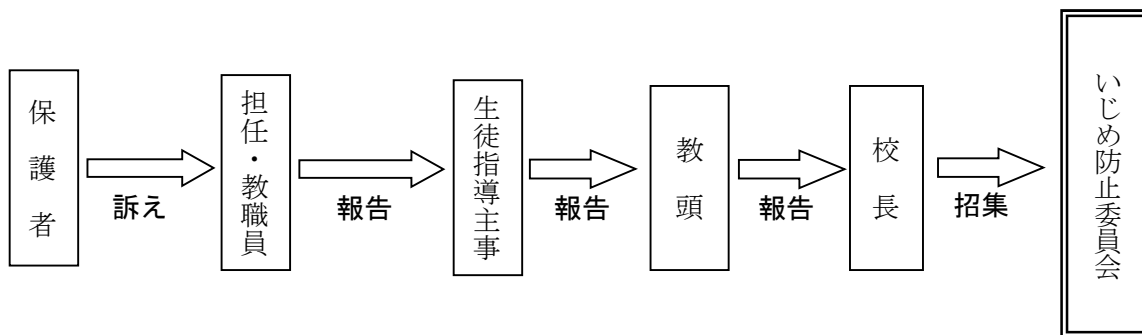 保護者
訴え
担任・教職員
報告
生徒指導主事
報告
教頭
報告
校長
招集
いじめ防止委員会